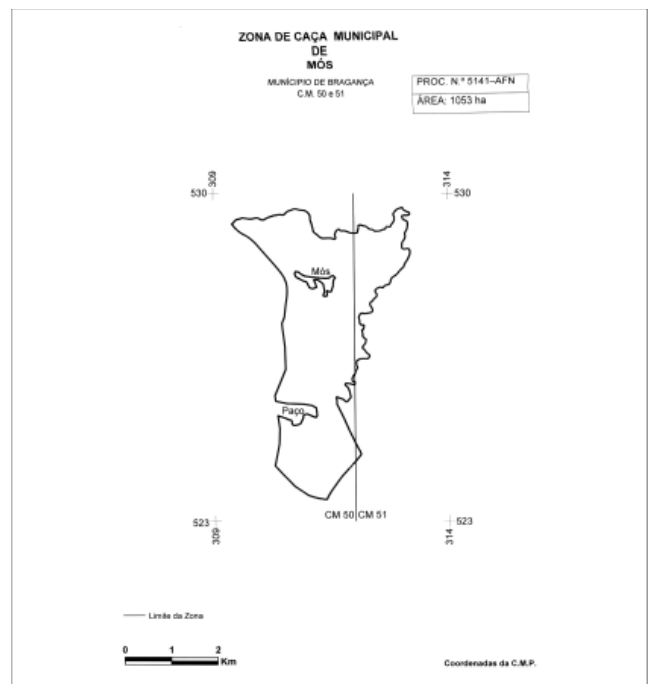 ZONA DE CAÇA MUNICIPAL
DE
MÓS
MUNÍCIPIO DE BRAGANÇA
C.M. 50 e 51
PROC. N.º 5141–AFN
ÁREA: 1053 ha
309
314
530
530
Mós
Paço
CM 50 CM 51
523
523
309
314
Limite da Zona
0 1 2
Km
Coordenadas da C.M.P.